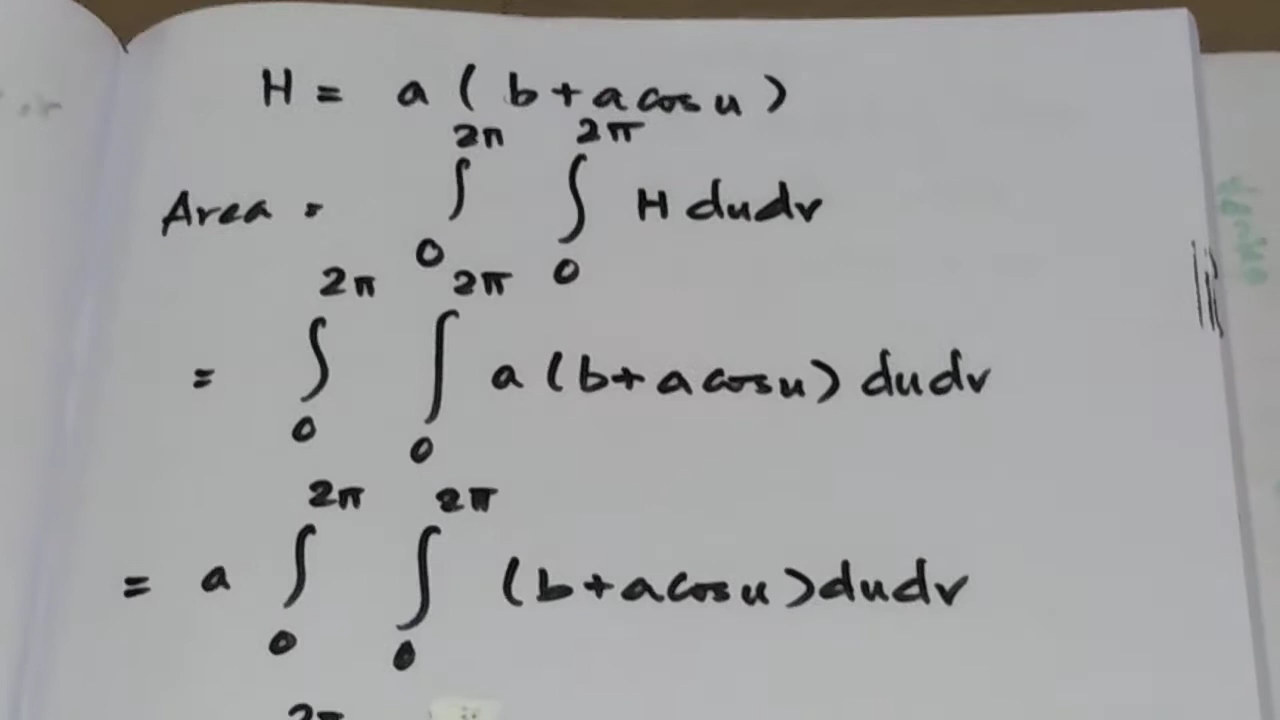 H = a ( b + a cos u )
Area = ∫₀^2π ∫₀^2π H du dv
= ∫₀^2π ∫₀^2π a ( b + a cos u ) du dv
= a ∫₀^2π ∫₀^2π ( b + a cos u ) du dv